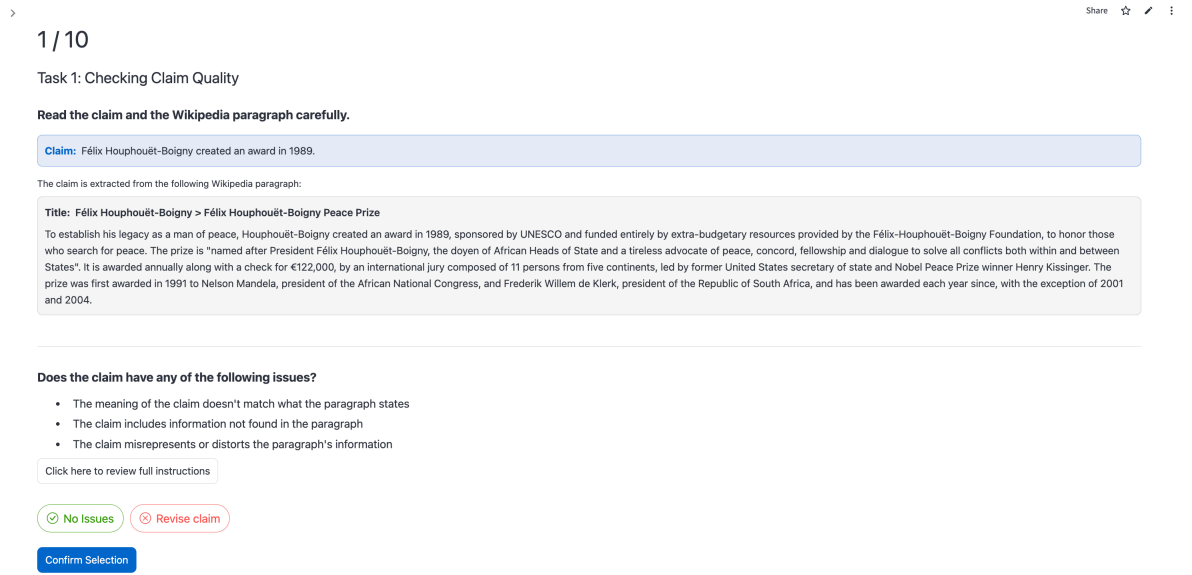 Share
1 / 10
Task 1: Checking Claim Quality
Read the claim and the Wikipedia paragraph carefully.
Claim: Félix Houphouët-Boigny created an award in 1989.
The claim is extracted from the following Wikipedia paragraph:
Title: Félix Houphouët-Boigny > Félix Houphouët-Boigny Peace Prize
To establish his legacy as a man of peace, Houphouët-Boigny created an award in 1989, sponsored by UNESCO and funded entirely by extra-budgetary resources provided by the Félix-Houphouët-Boigny Foundation, to honor those
who search for peace. The prize is "named after President Félix Houphouët-Boigny, the doyen of African Heads of State and a tireless advocate of peace, concord, fellowship and dialogue to solve all conflicts both within and between
States". It is awarded annually along with a check for €122,000, by an international jury composed of 11 persons from five continents, led by former United States secretary of state and Nobel Peace Prize winner Henry Kissinger. The
prize was first awarded in 1991 to Nelson Mandela, president of the African National Congress, and Frederik Willem de Klerk, president of the Republic of South Africa, and has been awarded each year since, with the exception of 2001
and 2004.
Does the claim have any of the following issues?
• The meaning of the claim doesn't match what the paragraph states
• The claim includes information not found in the paragraph
• The claim misrepresents or distorts the paragraph's information
Click here to review full instructions
No Issues
Revise claim
Confirm Selection